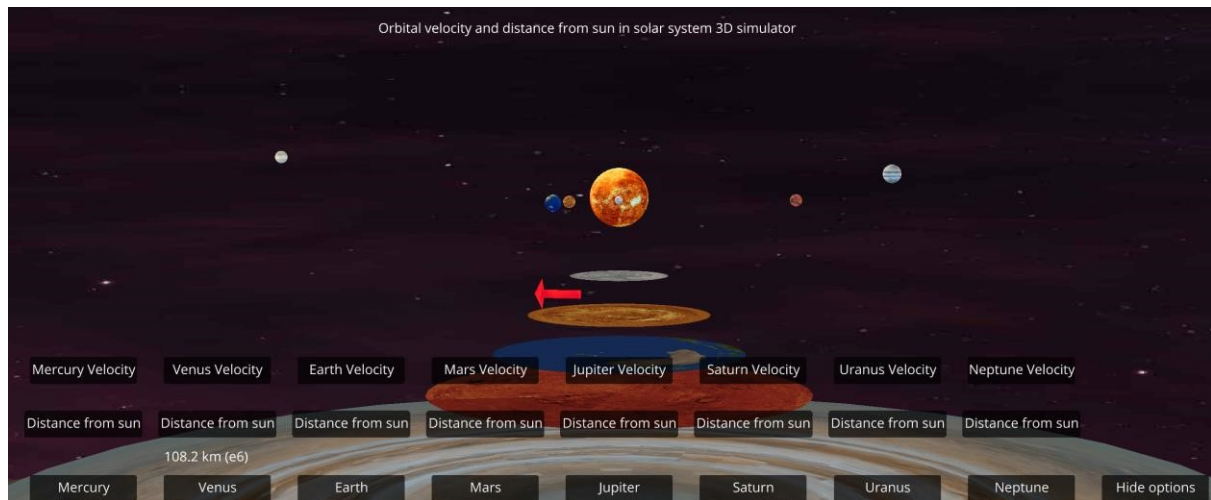 Orbital velocity and distance from sun in solar system 3D simulator
Mercury Velocity Venus Velocity Earth Velocity Mars Velocity Jupiter Velocity Saturn Velocity Uranus Velocity Neptune Velocity
Distance from sun Distance from sun Distance from sun Distance from sun Distance from sun Distance from sun Distance from sun Distance from sun
108.2 km (e6)
Mercury Venus Earth Mars Jupiter Saturn Uranus Neptune Hide options